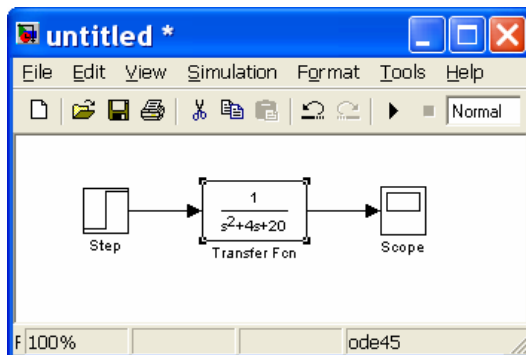 untitled *
File Edit View Simulation Format Tools Help
Normal
1
s²+4s+20
Step
Transfer Fcn
Scope
F 100% ode45